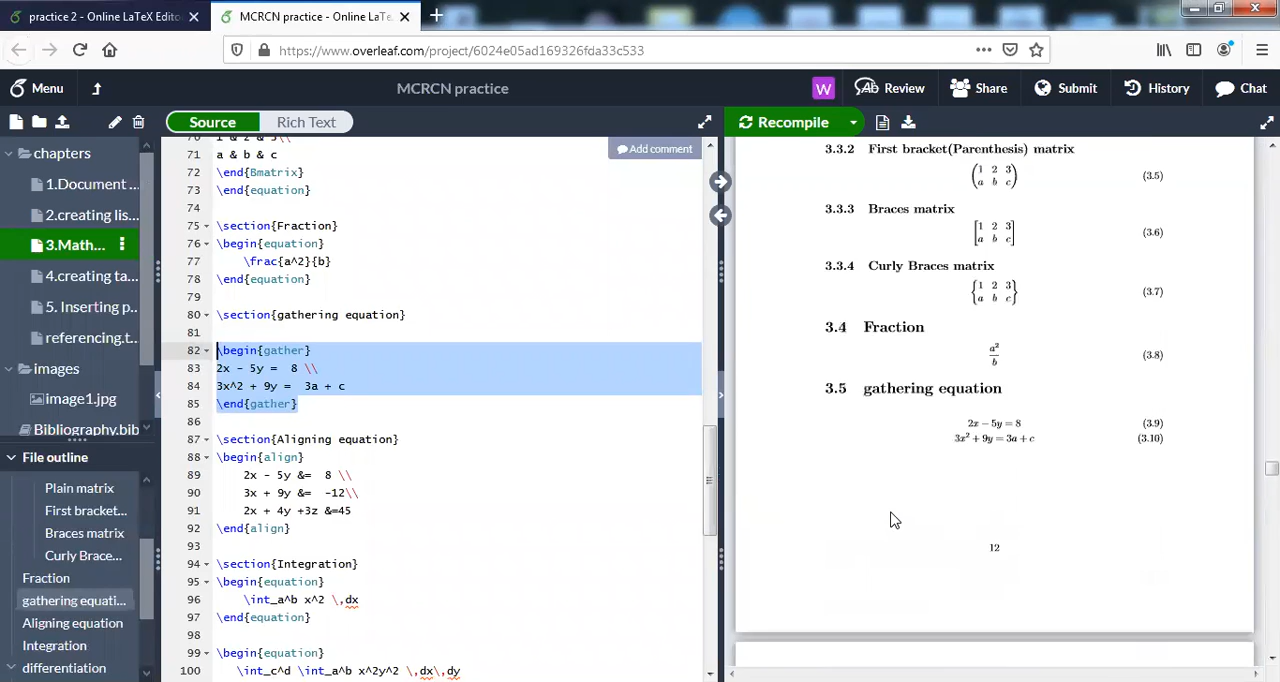 practice 2 - Online LaTeX Edito
MCRCN practice - Online LaTe
https://www.overleaf.com/project/6024e05ad169326fda33c533
Menu
MCRCN practice
W
Review
Share
Submit
History
Chat
Source
Rich Text
Recompile
chapters
1.Document ...
2.creating lis...
3.Math...
4.creating ta...
5. Inserting p...
referencing.t...
images
image1.jpg
Bibliography.bib
File outline
Plain matrix
First bracket...
Braces matrix
Curly Brace...
Fraction
gathering equati...
Aligning equation
Integration
differentiation
Add comment
70 1 & 2 & 3\\
71 a & b & c
72 \end{Bmatrix}
73 \end{equation}
74
75 \section{Fraction}
76 \begin{equation}
77 \frac{a^2}{b}
78 \end{equation}
79
80 \section{gathering equation}
81
82 \begin{gather}
83 2x - 5y =  8 \\
84 3x^2 + 9y =  3a + c
85 \end{gather}
86
87 \section{Aligning equation}
88 \begin{align}
89 2x - 5y &=  8 \\
90 3x + 9y &=  -12\\
91 2x + 4y +3z &=45
92 \end{align}
93
94 \section{Integration}
95 \begin{equation}
96 \int_a^b x^2 \,dx
97 \end{equation}
98
99 \begin{equation}
100 \int_c^d \int_a^b x^2y^2 \,dx\,dy
3.3.2 First bracket(Parenthesis) matrix
1 2 3 (3.5)
a b c
3.3.3 Braces matrix
1 2 3 (3.6)
a b c
3.3.4 Curly Braces matrix
1 2 3 (3.7)
a b c
3.4 Fraction
a²
b (3.8)
3.5 gathering equation
2x − 5y = 8 (3.9)
3x² + 9y = 3a + c (3.10)
12